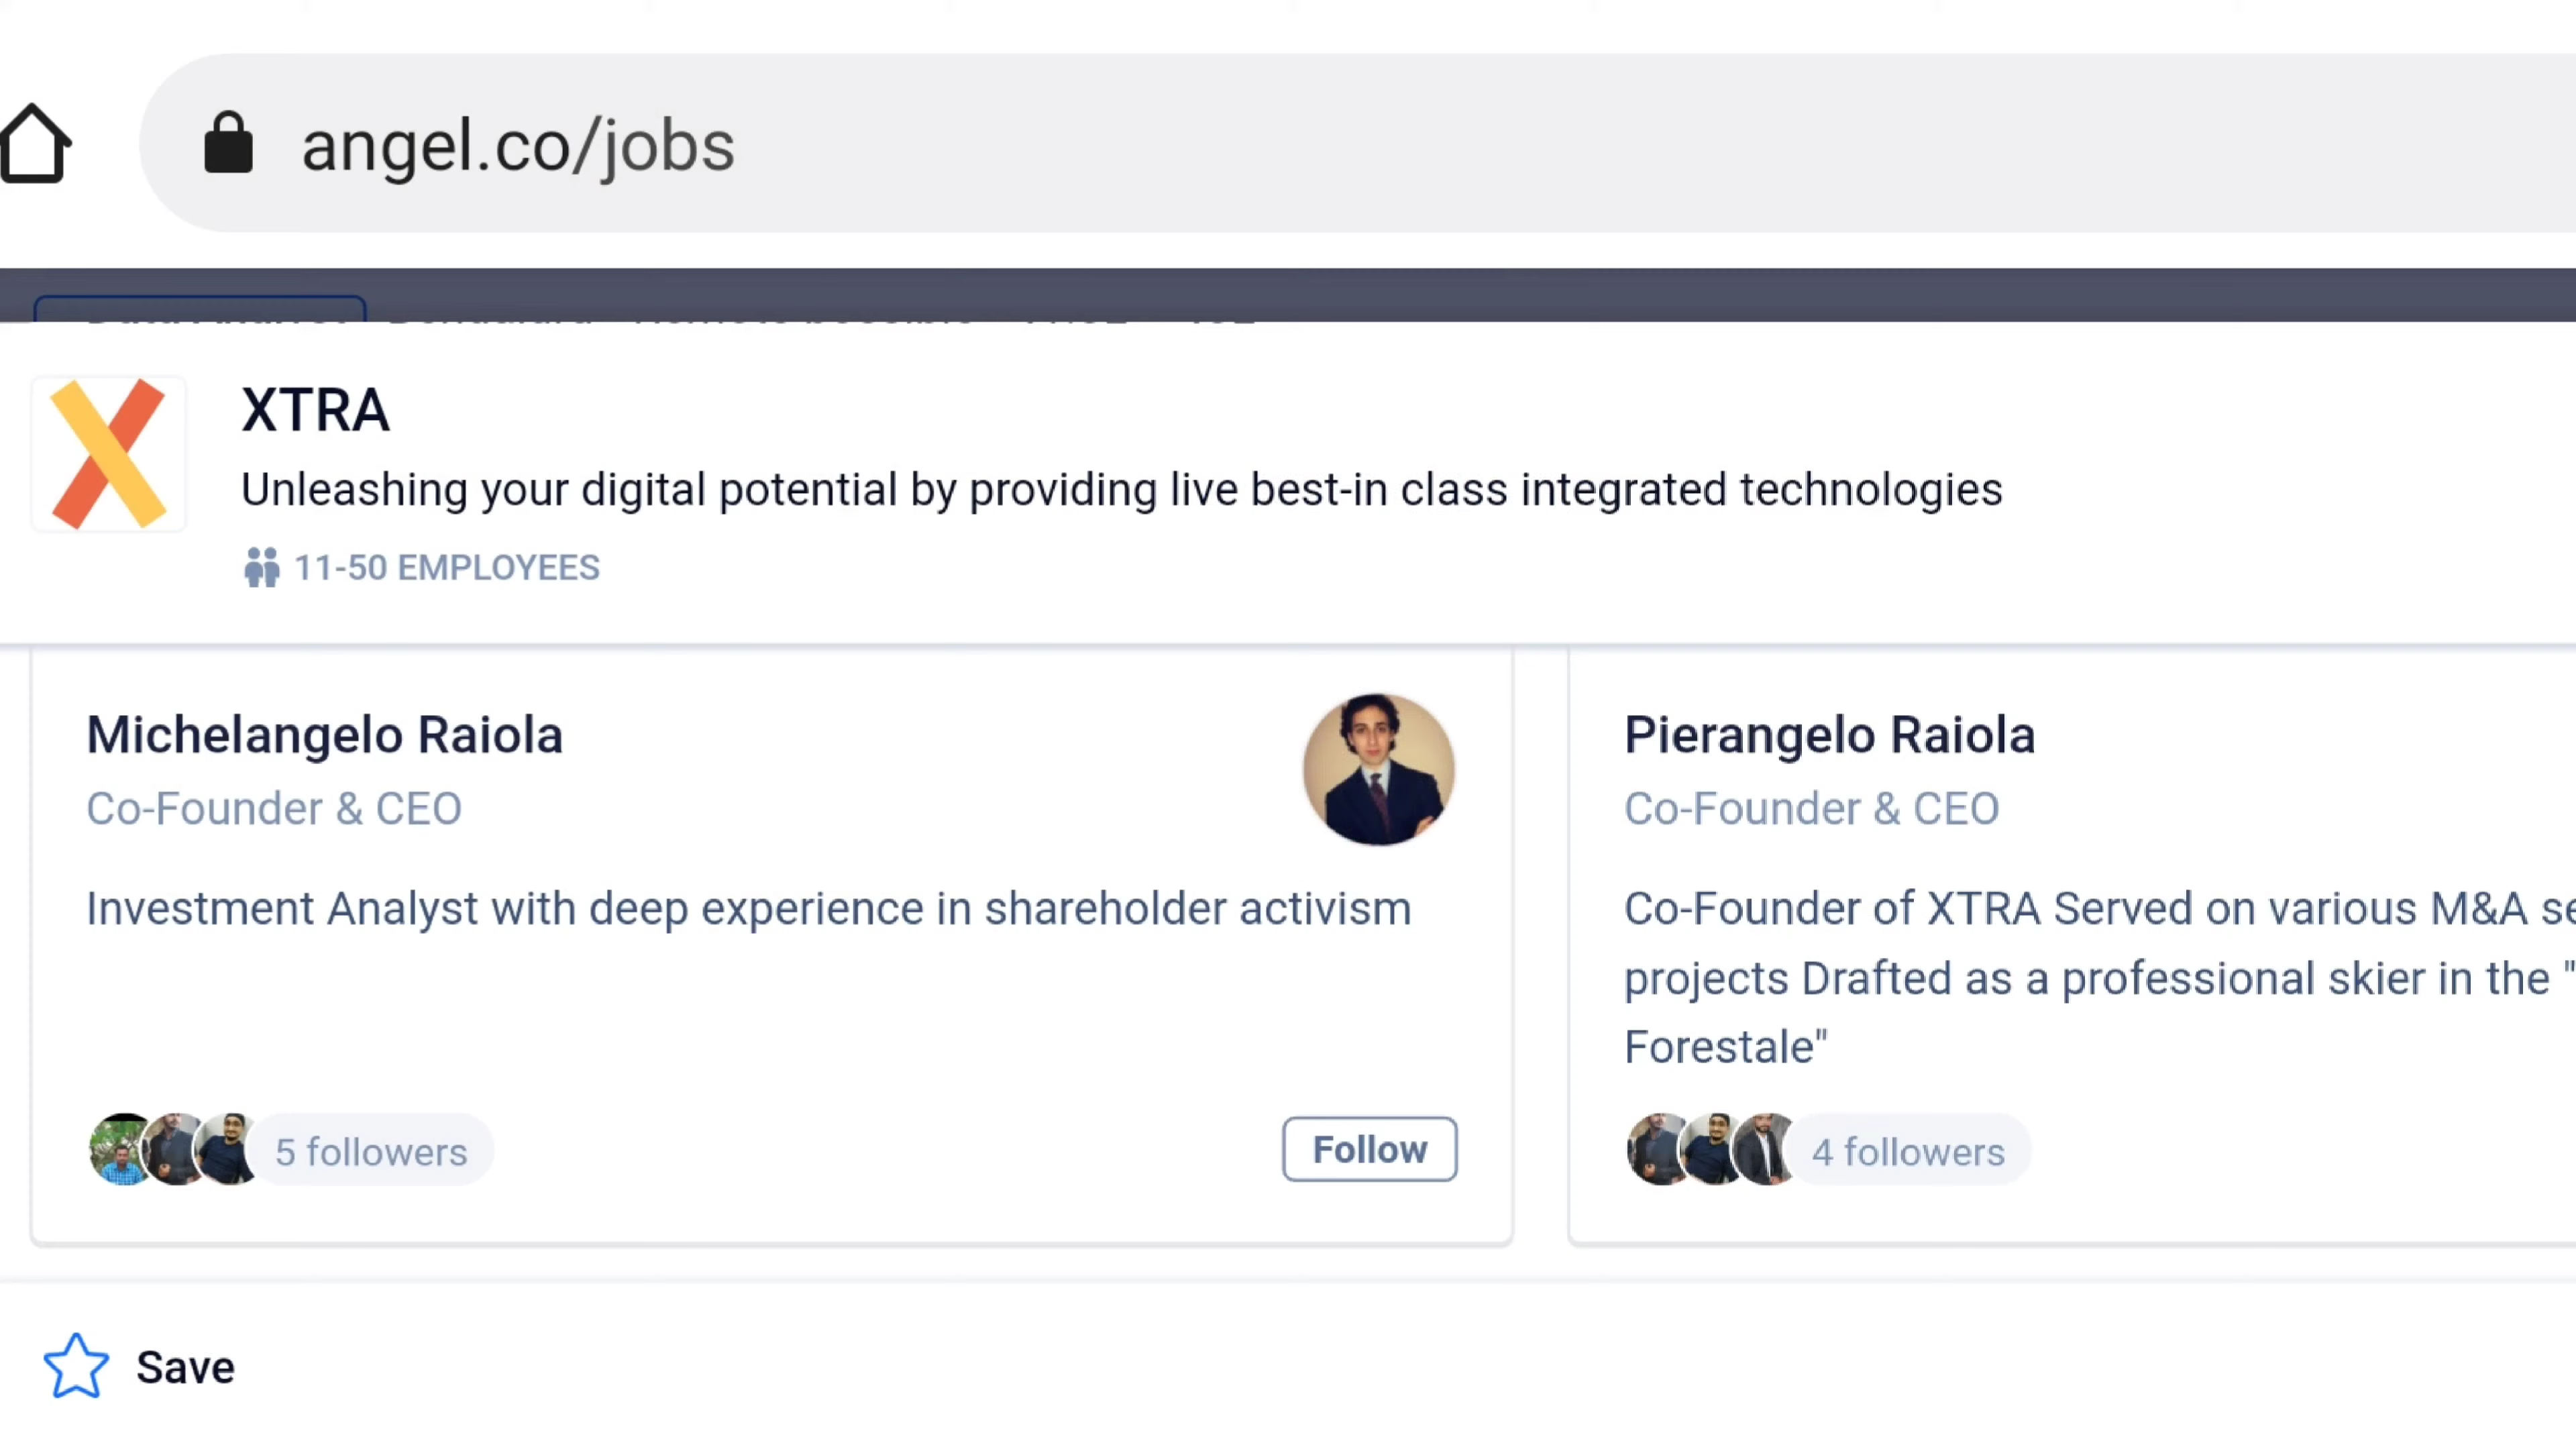 angel.co/jobs
XTRA
Unleashing your digital potential by providing live best-in class integrated technologies
11-50 EMPLOYEES
Michelangelo Raiola
Co-Founder & CEO
Investment Analyst with deep experience in shareholder activism
5 followers
Follow
Pierangelo Raiola
Co-Founder & CEO
Co-Founder of XTRA Served on various M&A se
projects Drafted as a professional skier in the "
Forestale"
4 followers
Save